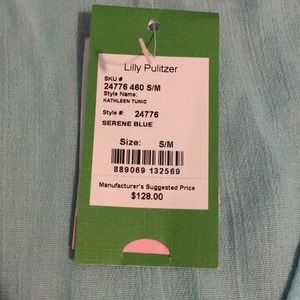 Lilly Pulitzer
SKU #
24776 460 S/M
Style Name:
KATHLEEN TUNIC
Style #: 24776
SERENE BLUE
Size: S/M
889069 132569
Manufacturer's Suggested Price
$128.00